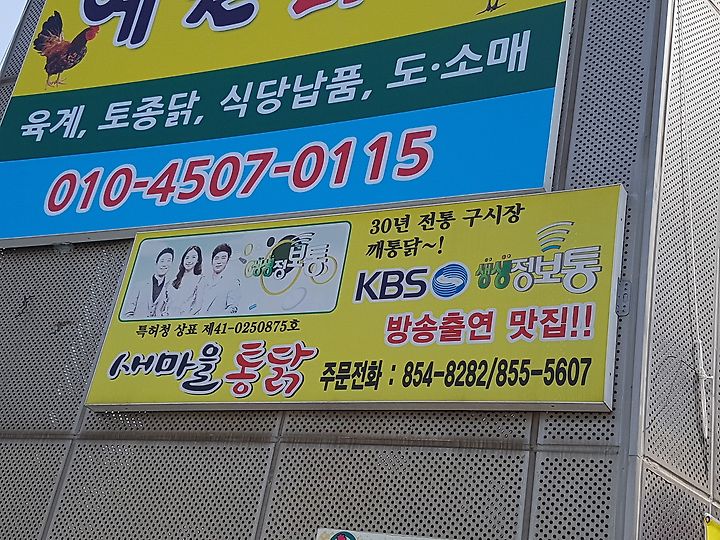 육계, 토종닭, 식당납품, 도·소매
010-4507-0115
30년 전통 구시장
깨통닭~!
생생정보통
KBS 생생정보통
특허청 상표 제41-0250875호
방송출연 맛집!!
새마을통닭 주문전화 : 854-8282/855-5607